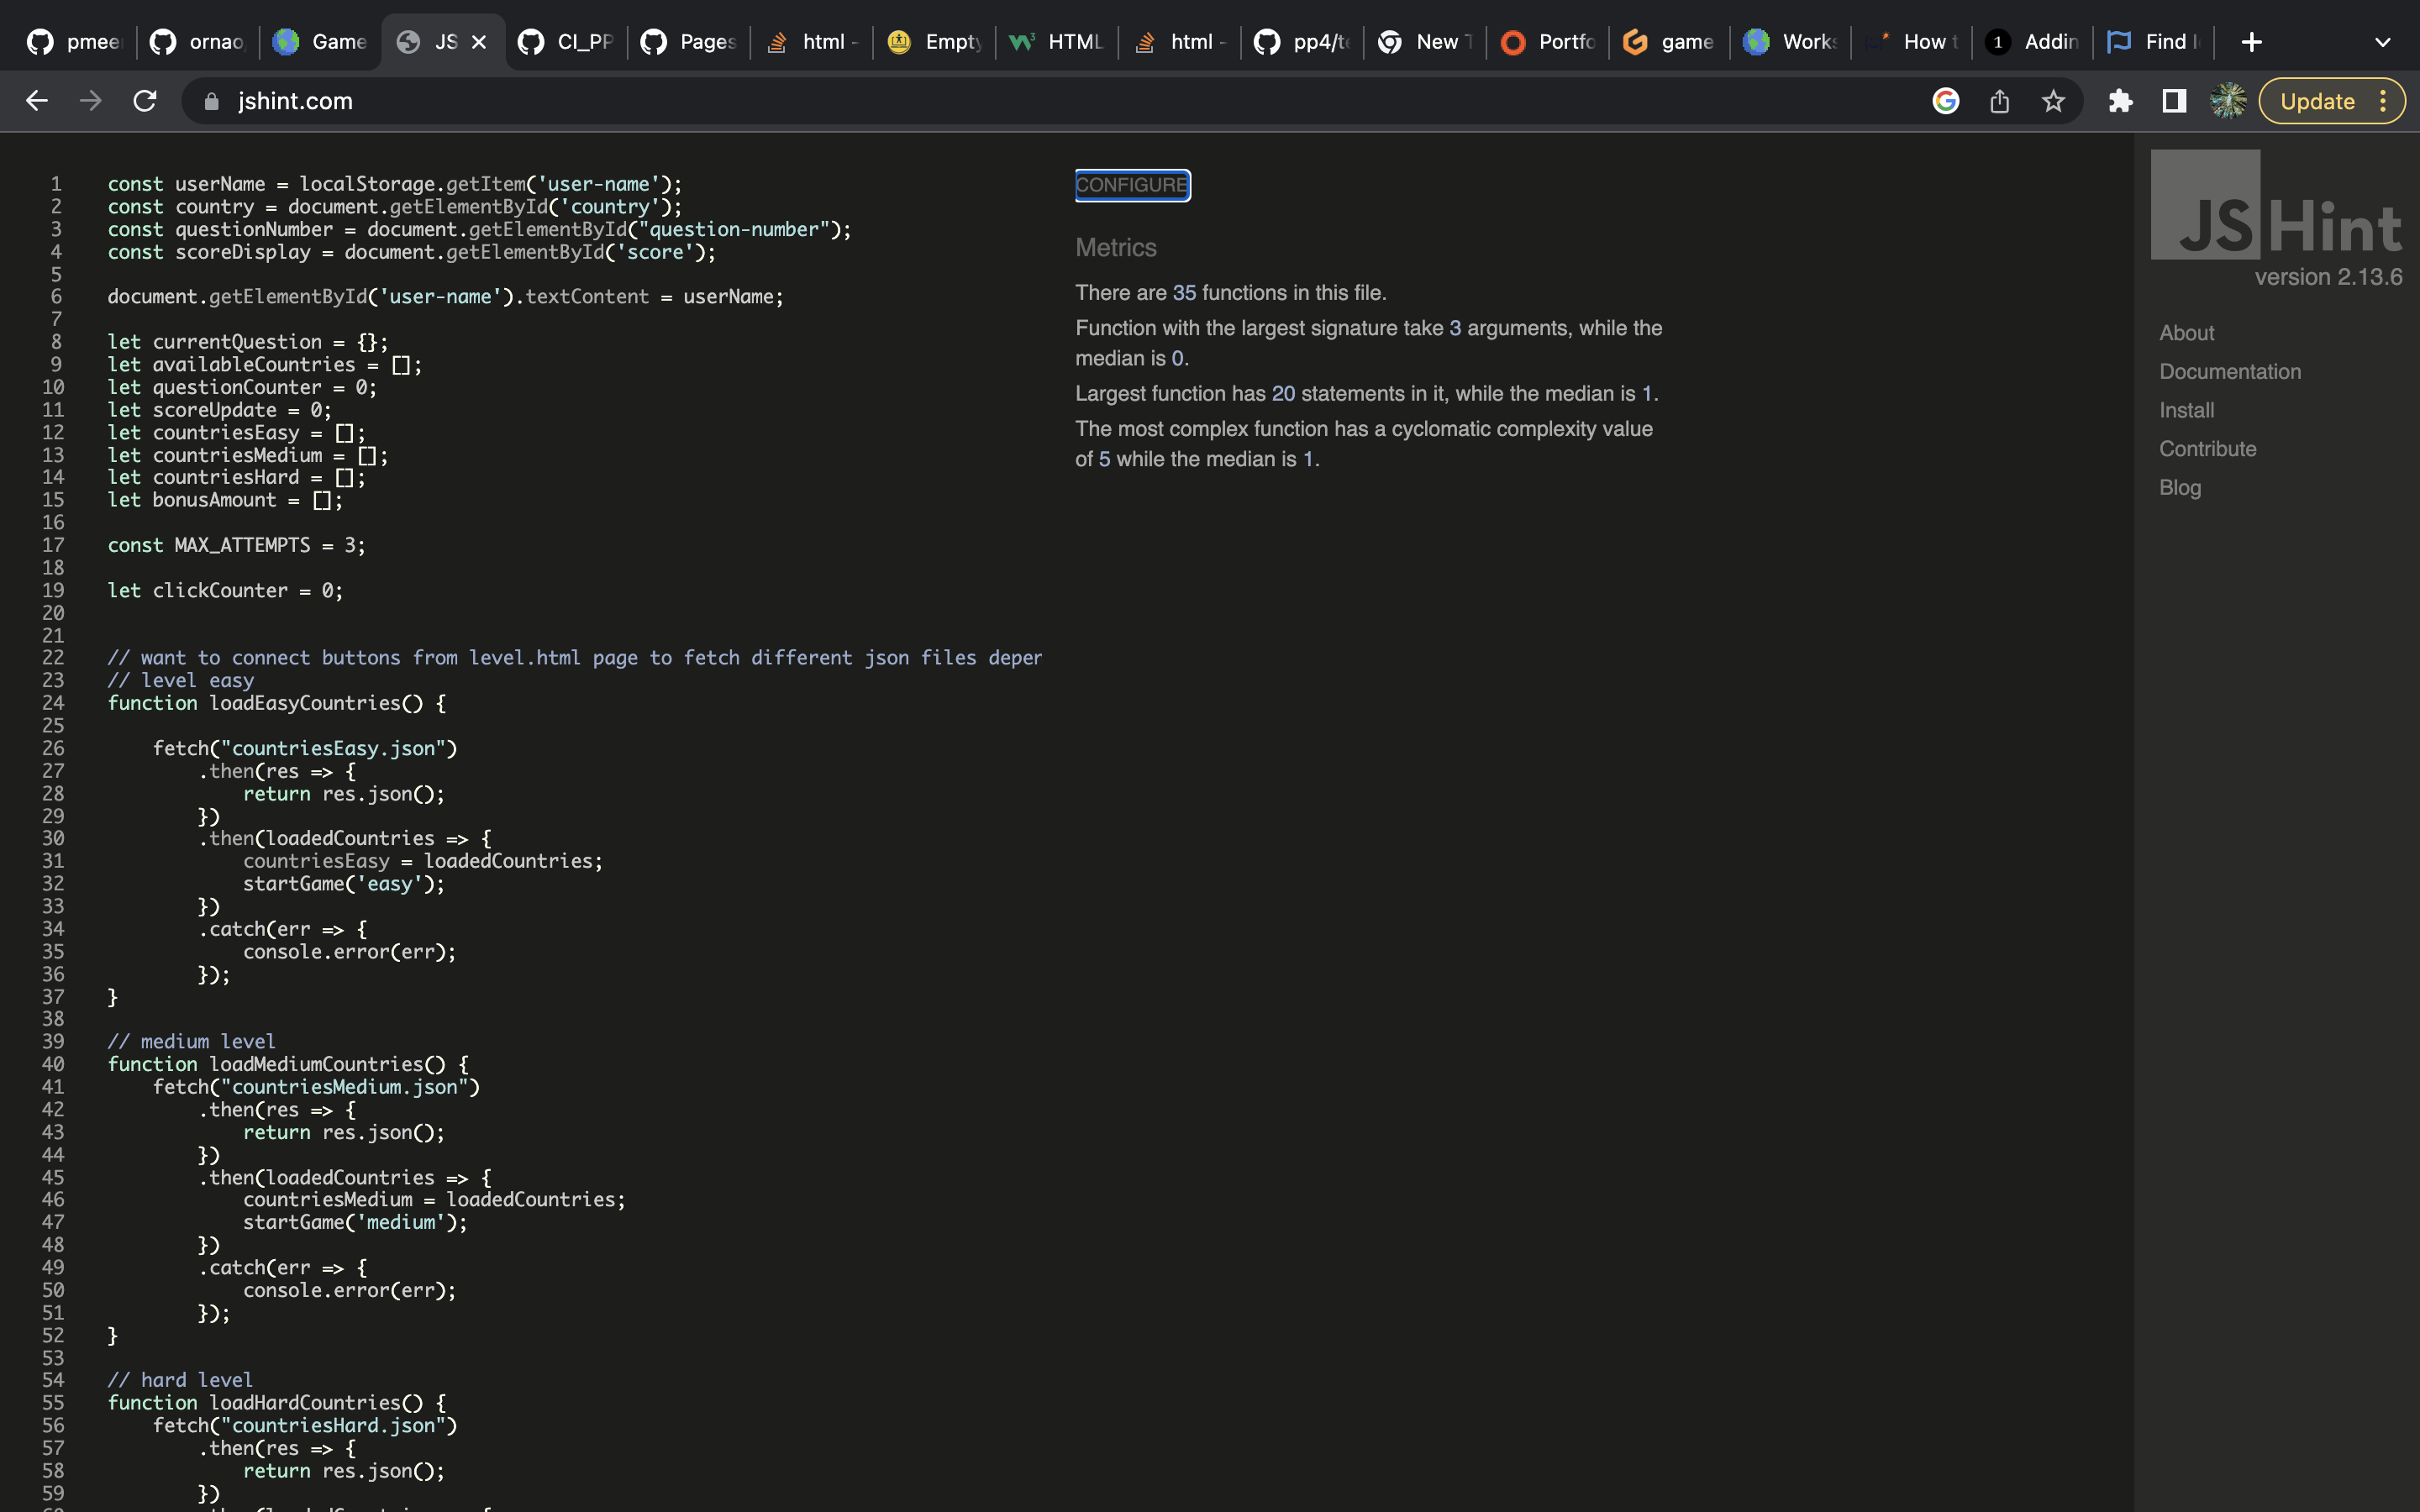 pmee ornao Game JS CI_PP Pages html - Empty HTML html - pp4/te New T Portfo game Works How t 1 Addin Find l
jshint.com
Update
1 const userName = localStorage.getItem('user-name');
2 const country = document.getElementById('country');
3 const questionNumber = document.getElementById("question-number");
4 const scoreDisplay = document.getElementById('score');
5
6 document.getElementById('user-name').textContent = userName;
7
8 let currentQuestion = {};
9 let availableCountries = [];
10 let questionCounter = 0;
11 let scoreUpdate = 0;
12 let countriesEasy = [];
13 let countriesMedium = [];
14 let countriesHard = [];
15 let bonusAmount = [];
16
17 const MAX_ATTEMPTS = 3;
18
19 let clickCounter = 0;
20
21
22 // want to connect buttons from level.html page to fetch different json files deper
23 // level easy
24 function loadEasyCountries() {
25
26 fetch("countriesEasy.json")
27 .then(res => {
28 return res.json();
29 })
30 .then(loadedCountries => {
31 countriesEasy = loadedCountries;
32 startGame('easy');
33 })
34 .catch(err => {
35 console.error(err);
36 });
37 }
38
39 // medium level
40 function loadMediumCountries() {
41 fetch("countriesMedium.json")
42 .then(res => {
43 return res.json();
44 })
45 .then(loadedCountries => {
46 countriesMedium = loadedCountries;
47 startGame('medium');
48 })
49 .catch(err => {
50 console.error(err);
51 });
52 }
53
54 // hard level
55 function loadHardCountries() {
56 fetch("countriesHard.json")
57 .then(res => {
58 return res.json();
59 })
CONFIGURE
Metrics
There are 35 functions in this file.
Function with the largest signature take 3 arguments, while the
median is 0.
Largest function has 20 statements in it, while the median is 1.
The most complex function has a cyclomatic complexity value
of 5 while the median is 1.
JSHint
version 2.13.6
About
Documentation
Install
Contribute
Blog